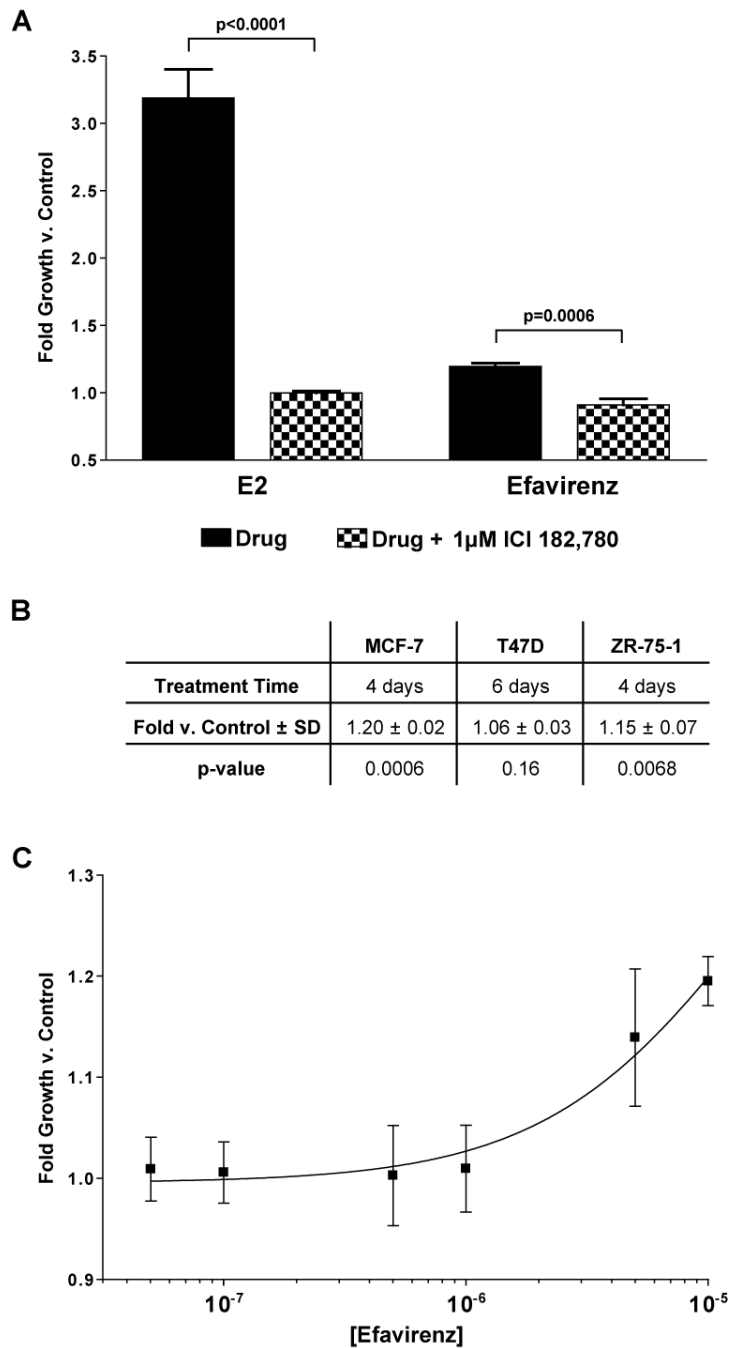 A
p<0.0001
3.5
3.0
2.5
2.0
1.5
1.0
0.5
Fold Growth v. Control
p=0.0006
E2 Efavirenz
Drug Drug + 1µM ICI 182,780
B
MCF-7 T47D ZR-75-1
Treatment Time 4 days 6 days 4 days
Fold v. Control ± SD 1.20 ± 0.02 1.06 ± 0.03 1.15 ± 0.07
p-value 0.0006 0.16 0.0068
C
1.3
1.2
1.1
1.0
0.9
Fold Growth v. Control
10⁻⁷ 10⁻⁶ 10⁻⁵
[Efavirenz]